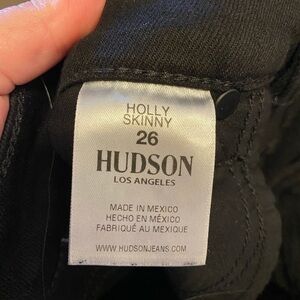 HOLLY
SKINNY
26
HUDSON
LOS ANGELES
MADE IN MEXICO
HECHO EN MÉXICO
FABRIQUÉ AU MEXIQUE
WWW.HUDSONJEANS.COM